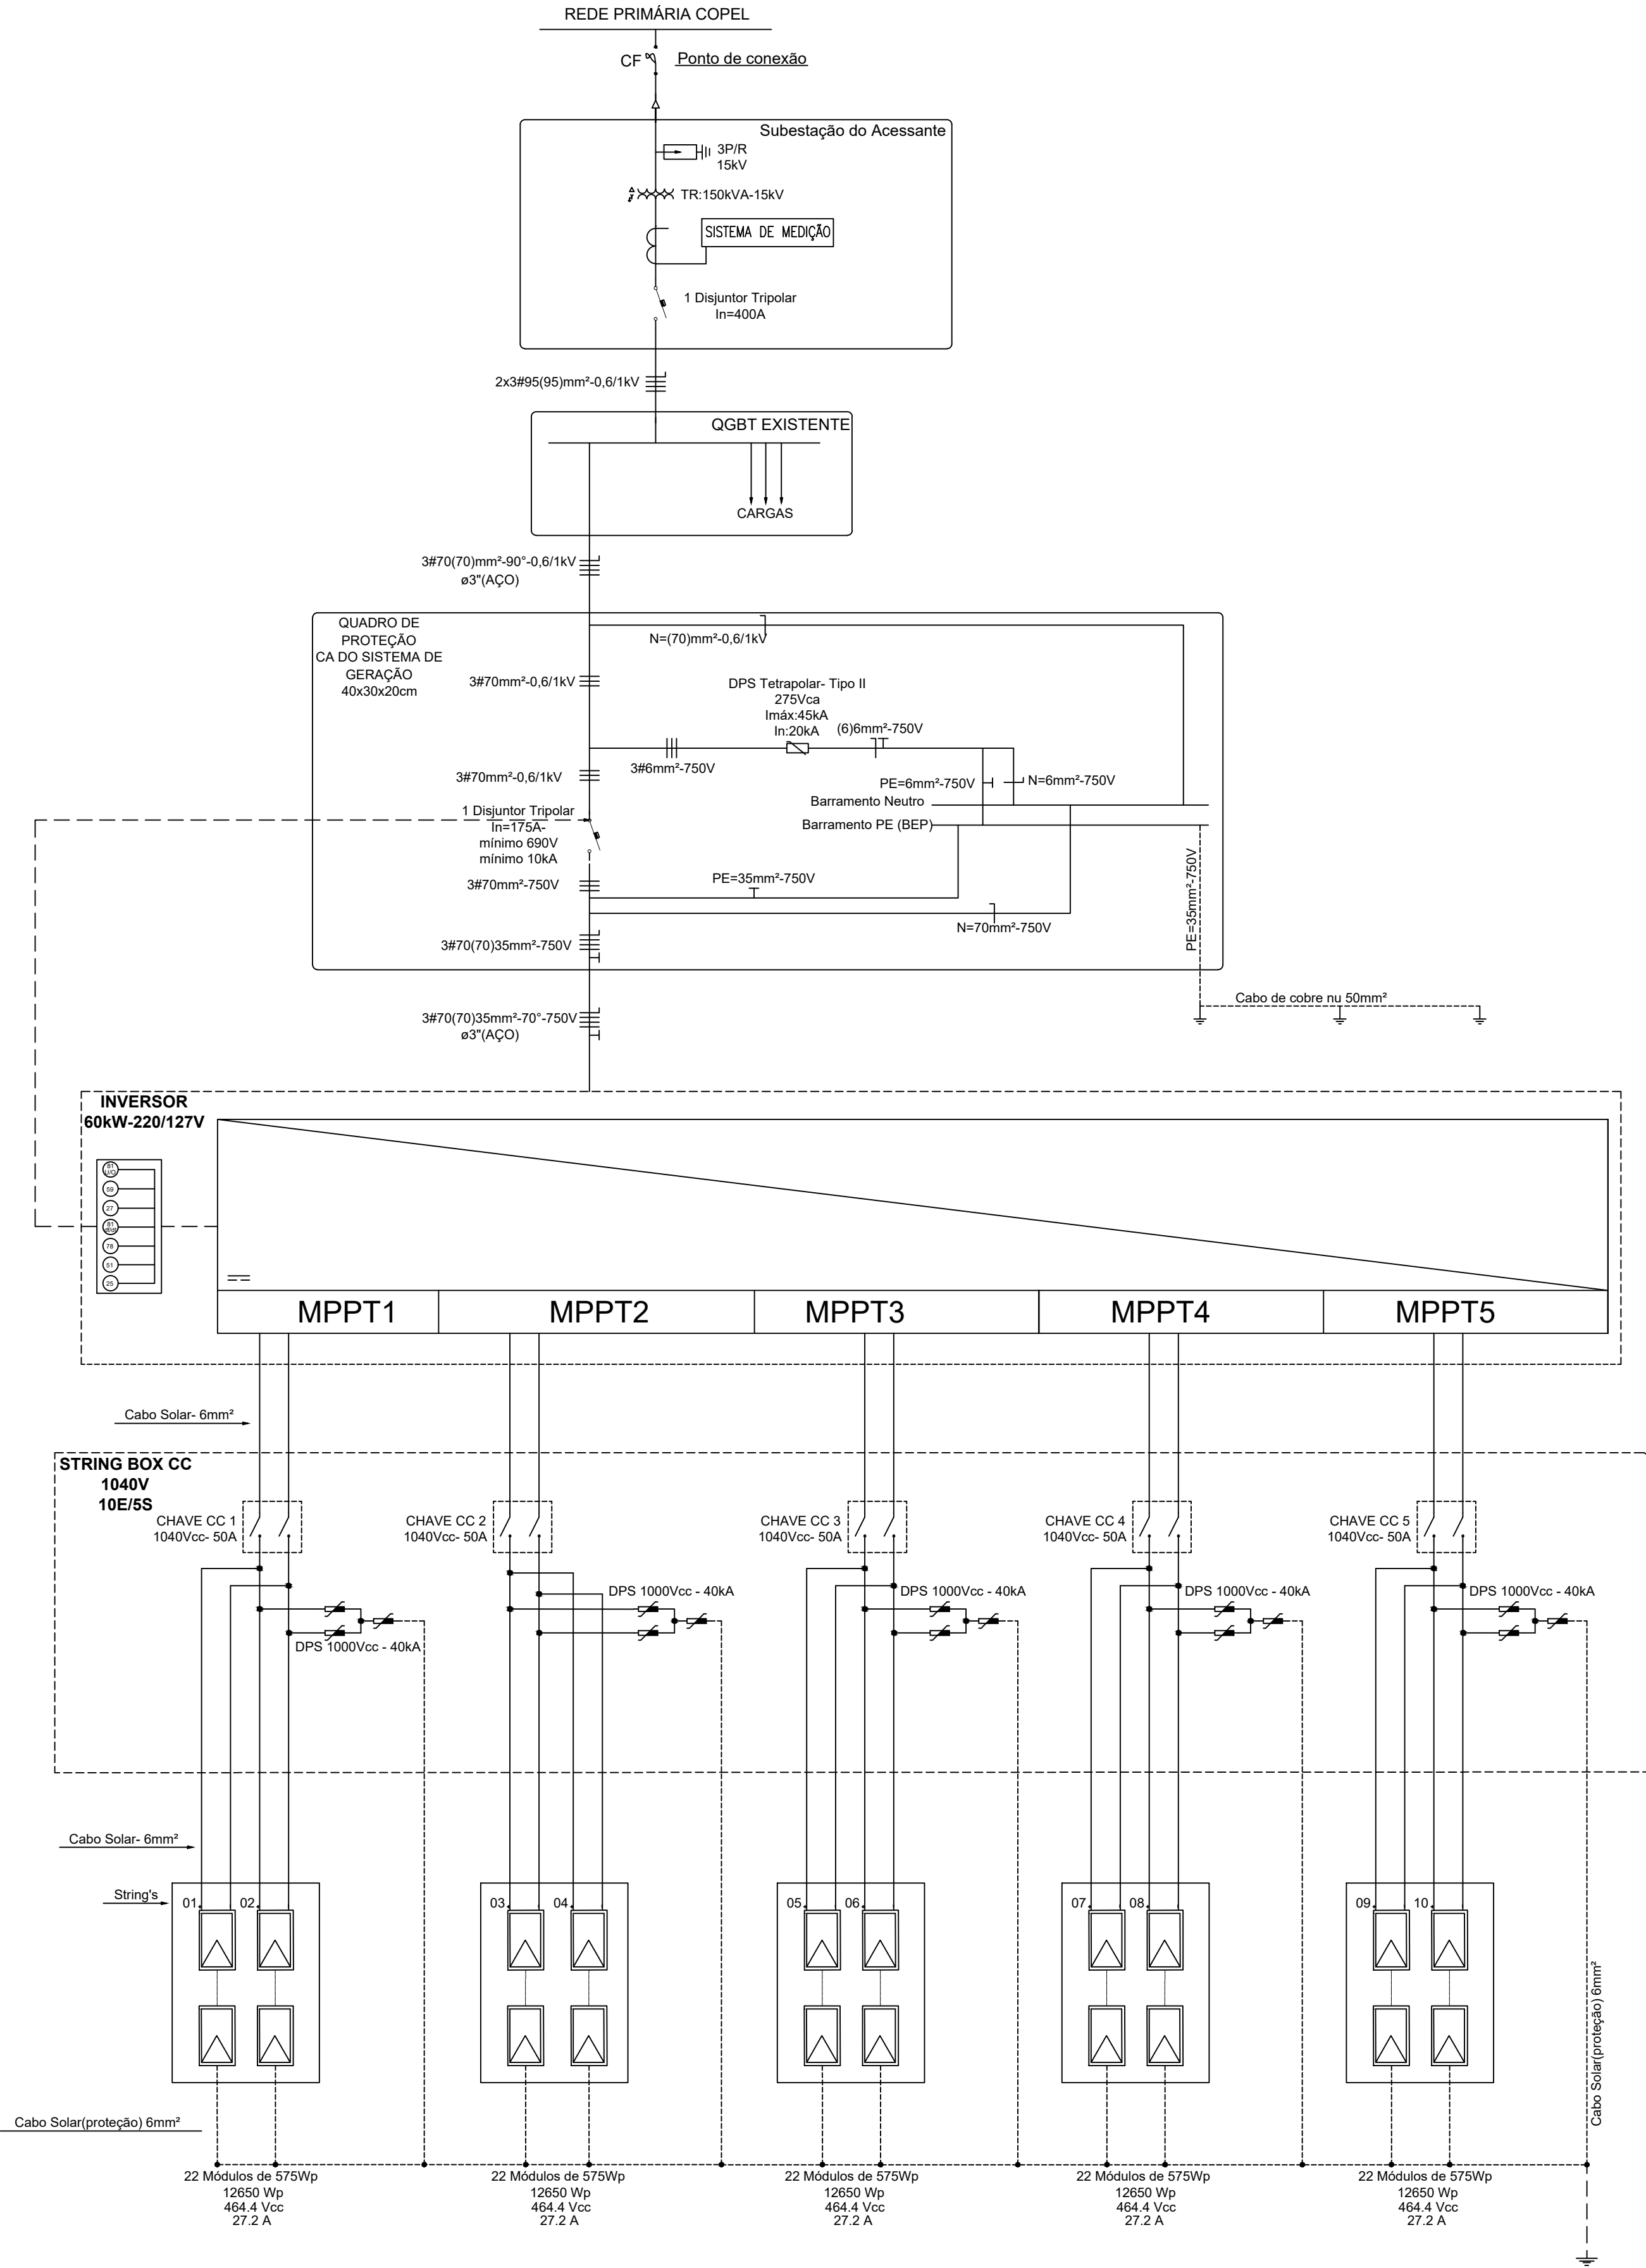 REDE PRIMÁRIA COPEL
CF
Ponto de conexão
Subestação do Acessante
3P/R
15kV
TR:150kVA-15kV
SISTEMA DE MEDIÇÃO
1 Disjuntor Tripolar
In=400A
2x3#95(95)mm²-0,6/1kV
QGBT EXISTENTE
CARGAS
3#70(70)mm²-90°-0,6/1kV
ø3"(AÇO)
QUADRO DE
PROTEÇÃO
CA DO SISTEMA DE
GERAÇÃO
40x30x20cm
N=(70)mm²-0,6/1kV
3#70mm²-0,6/1kV
DPS Tetrapolar- Tipo II
275Vca
Imáx:45kA
In:20kA
(6)6mm²-750V
3#6mm²-750V
3#70mm²-0,6/1kV
PE=6mm²-750V
N=6mm²-750V
Barramento Neutro
Barramento PE (BEP)
1 Disjuntor Tripolar
In=175A-
mínimo 690V
mínimo 10kA
3#70mm²-750V
PE=35mm²-750V
N=70mm²-750V
PE=35mm²-750V
3#70(70)35mm²-750V
Cabo de cobre nu 50mm²
3#70(70)35mm²-70°-750V
ø3"(AÇO)
INVERSOR
60kW-220/127V
81
U/O
59
27
81
df/dt
78
51
25
MPPT1
MPPT2
MPPT3
MPPT4
MPPT5
Cabo Solar- 6mm²
STRING BOX CC
1040V
10E/5S
CHAVE CC 1
1040Vcc- 50A
CHAVE CC 2
1040Vcc- 50A
CHAVE CC 3
1040Vcc- 50A
CHAVE CC 4
1040Vcc- 50A
CHAVE CC 5
1040Vcc- 50A
DPS 1000Vcc - 40kA
DPS 1000Vcc - 40kA
DPS 1000Vcc - 40kA
DPS 1000Vcc - 40kA
DPS 1000Vcc - 40kA
Cabo Solar- 6mm²
String's
01
02
03
04
05
06
07
08
09
10
Cabo Solar(proteção) 6mm²
Cabo Solar(proteção) 6mm²
22 Módulos de 575Wp
12650 Wp
464.4 Vcc
27.2 A
22 Módulos de 575Wp
12650 Wp
464.4 Vcc
27.2 A
22 Módulos de 575Wp
12650 Wp
464.4 Vcc
27.2 A
22 Módulos de 575Wp
12650 Wp
464.4 Vcc
27.2 A
22 Módulos de 575Wp
12650 Wp
464.4 Vcc
27.2 A